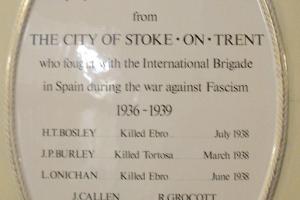 from
THE CITY OF STOKE·ON·TRENT
who fought with the International Brigade
in Spain during the war against Fascism
1936-1939
H.T.BOSLEY Killed Ebro July 1938
J.P.BURLEY Killed Tortosa March 1938
L.ONICHAN Killed Ebro June 1938
J.CALLEN R.GROCOTT